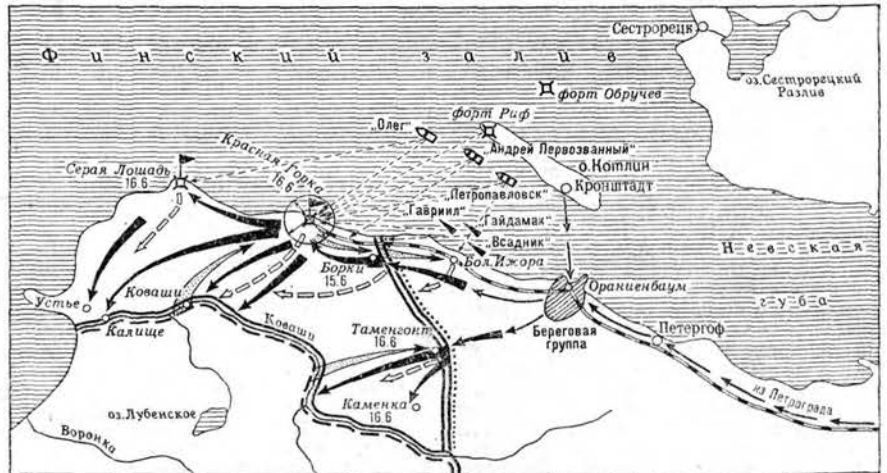 Финский залив
Сестрорецк
оз. Сестрорецкий
Разлив
форт Обручев
форт Риф
„Олег"
„Андрей Первозванный"
о. Котлин
Кронштадт
Красная Горка
16.6
Серая Лошадь
16.6
„Петропавловск"
„Гавриил"
„Гайдамак"
„Всадник"
Невская
губа
Борки
15.6
Бол. Ижора
Ораниенбаум
Устье
Коваши
Калище
Коваши
Таменгонт
16.6
Береговая
группа
Петергоф
Каменка
16.6
из Петрограда
оз. Лубенское
Воронка